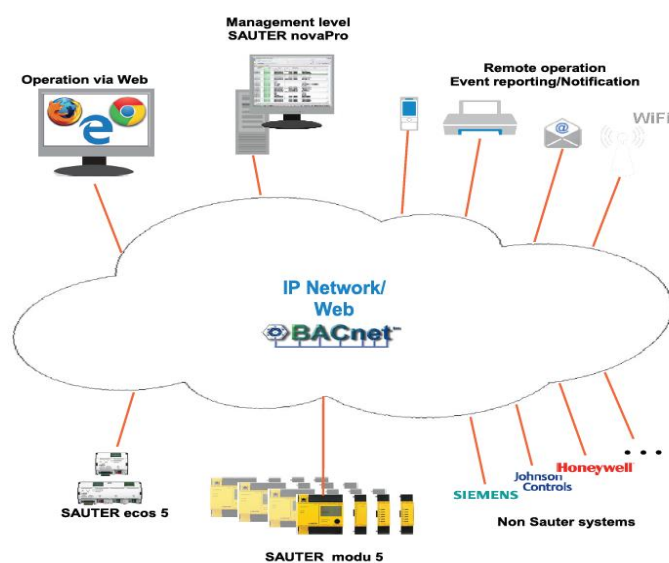 Management level
SAUTER novaPro
Operation via Web
Remote operation
Event reporting/Notification
@
WiFi
IP Network/
Web
BACnet™
SAUTER ecos 5
SAUTER modu 5
SIEMENS
Johnson
Controls
Honeywell
...
Non Sauter systems